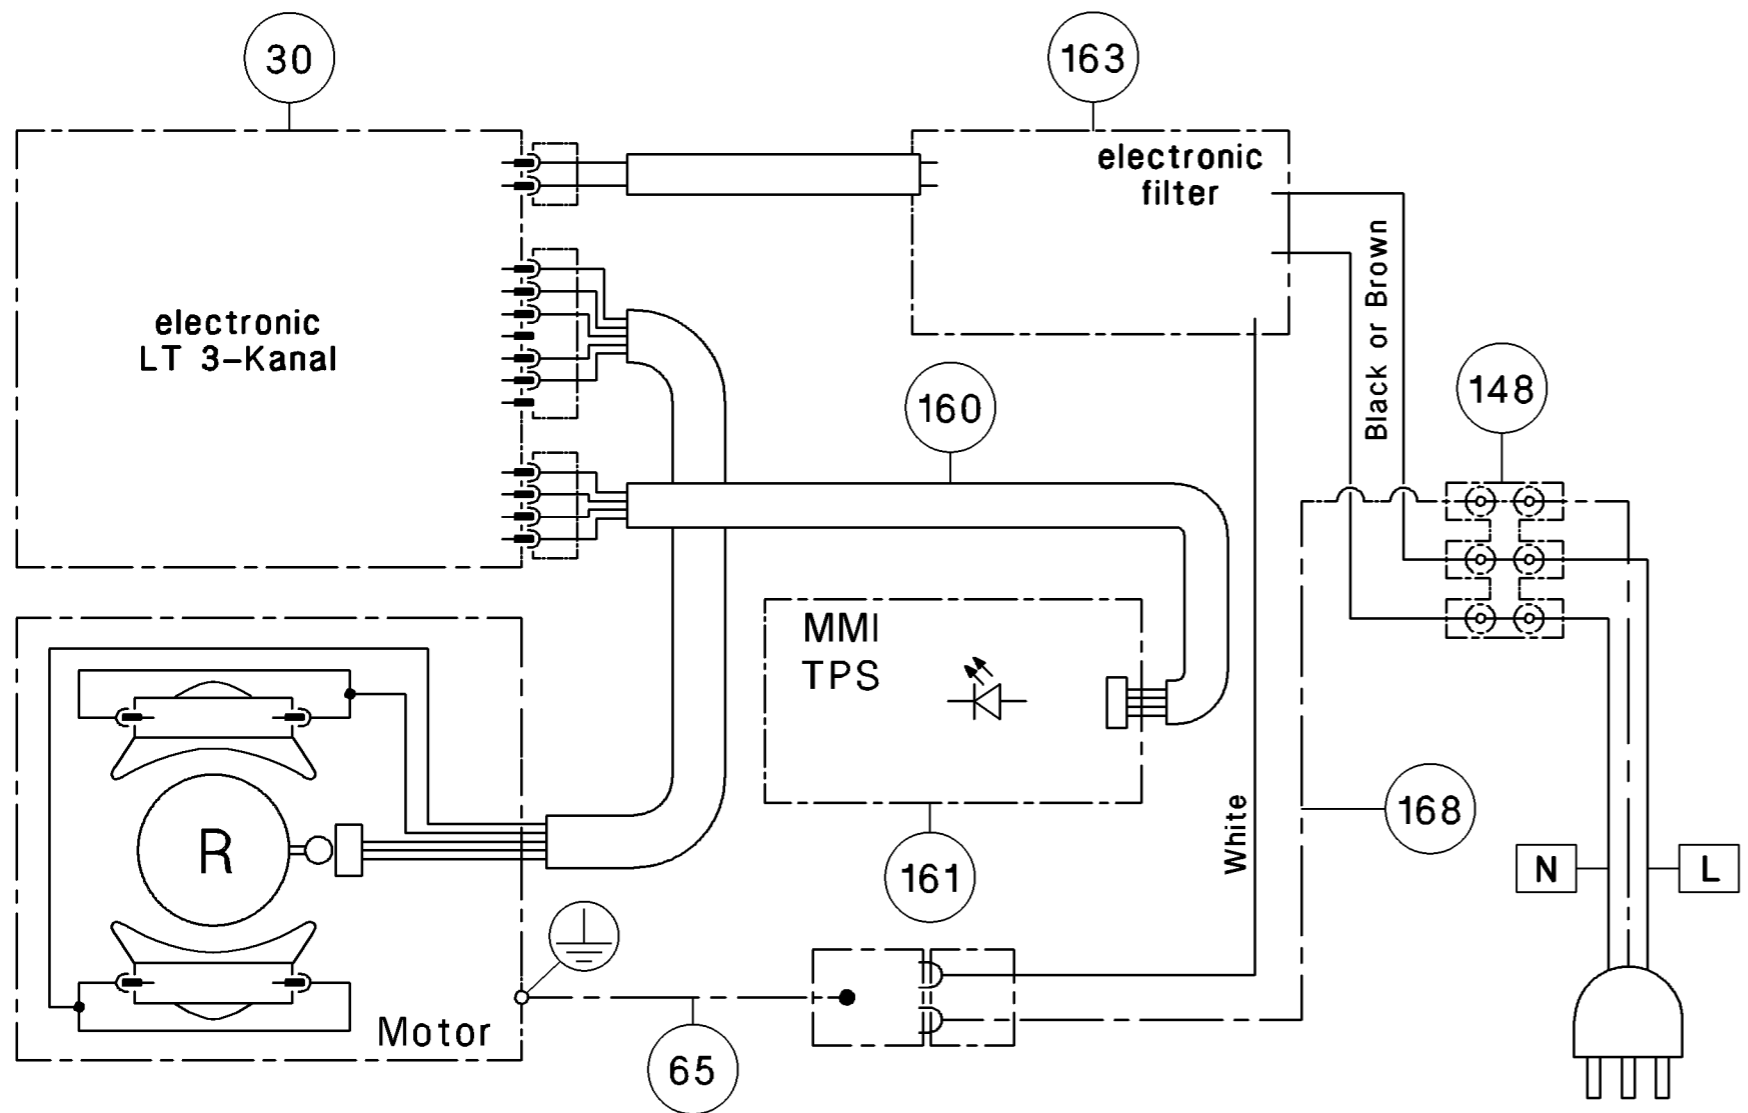 30
163
electronic
filter
electronic
LT 3-Kanal
Black or Brown
160
148
MMI
TPS
White
168
161
R
N
L
Motor
65